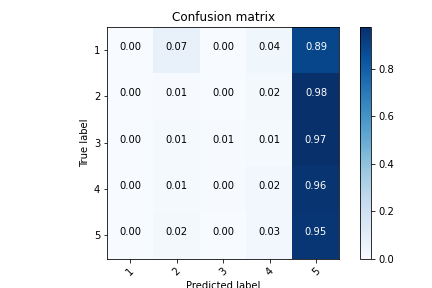 Confusion matrix
1 0.00 0.07 0.00 0.04 0.89
2 0.00 0.01 0.00 0.02 0.98
3 0.00 0.01 0.01 0.01 0.97
4 0.00 0.01 0.00 0.02 0.96
5 0.00 0.02 0.00 0.03 0.95
1 2 3 4 5
True label
Predicted label
0.8
0.6
0.4
0.2
0.0